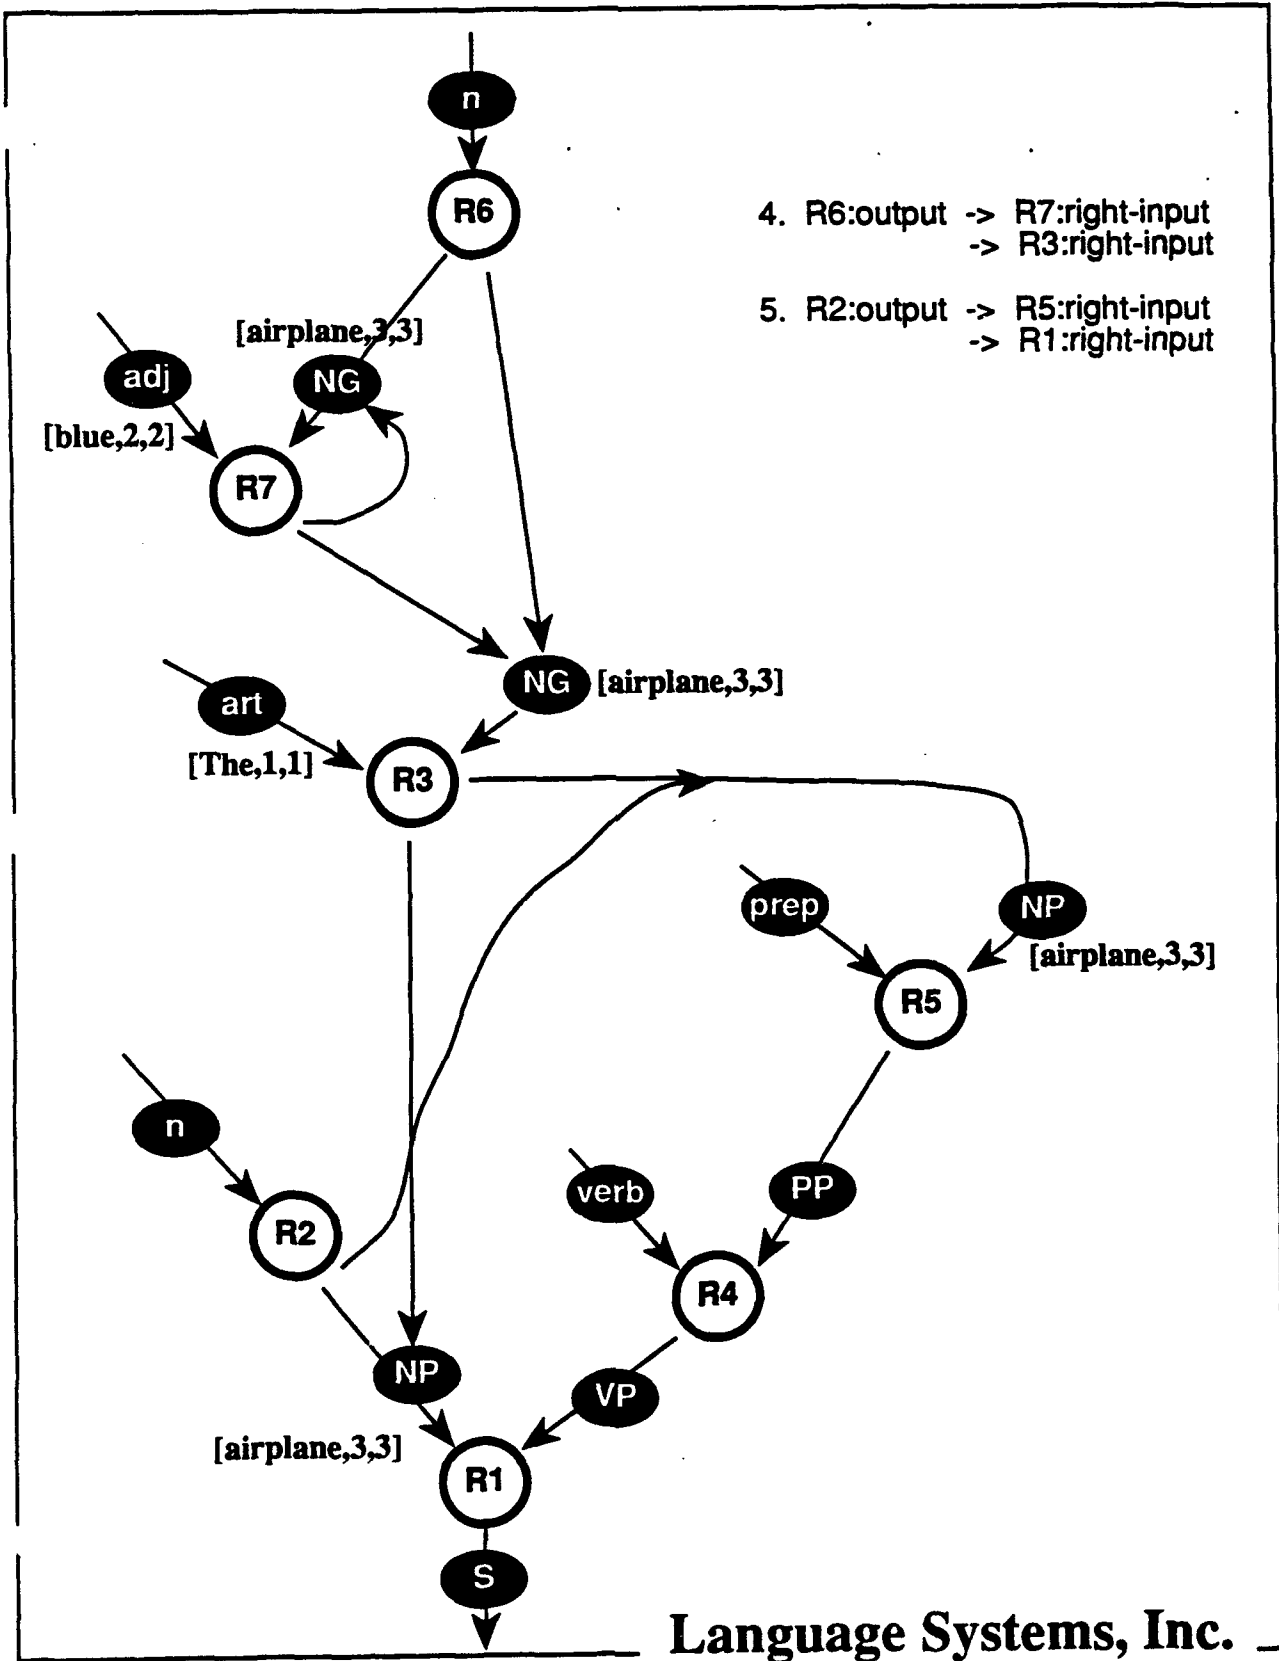 n
R6
4. R6:output -> R7:right-input
-> R3:right-input
5. R2:output -> R5:right-input
-> R1:right-input
[airplane,3,3]
adj
NG
[blue,2,2]
R7
NG [airplane,3,3]
art
[The,1,1]
R3
prep
NP
[airplane,3,3]
R5
n
verb
PP
R2
R4
NP
VP
[airplane,3,3]
R1
S
Language Systems, Inc.